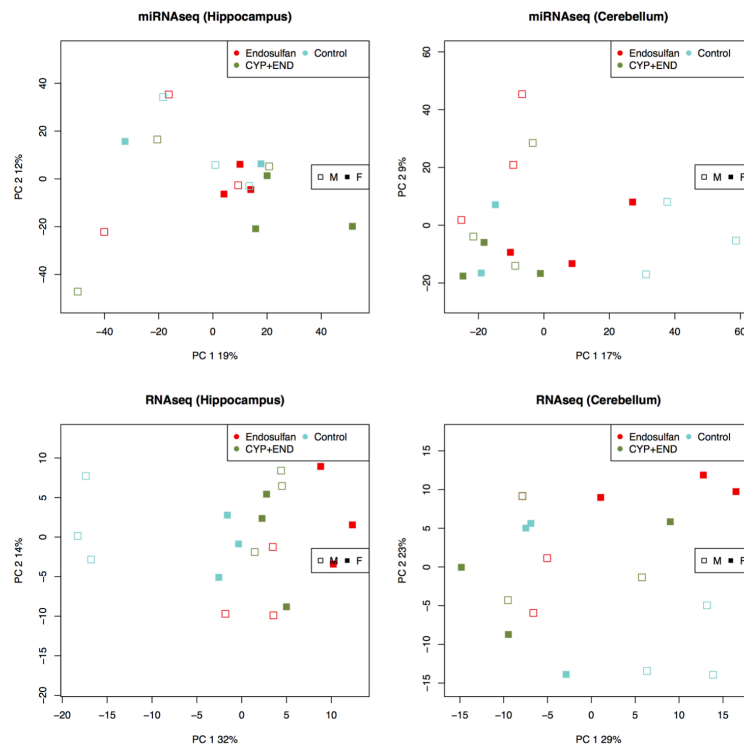 miRNAseq (Hippocampus)
Endosulfan Control
CYP+END
M F
40
20
0
−20
−40
PC 2 12%
−40 −20 0 20 40
PC 1 19%
miRNAseq (Cerebellum)
Endosulfan Control
CYP+END
M F
60
40
20
0
−20
PC 2 9%
−20 0 20 40 60
PC 1 17%
RNAseq (Hippocampus)
Endosulfan Control
CYP+END
M F
10
5
0
−5
−10
−15
−20
PC 2 14%
−20 −15 −10 −5 0 5 10
PC 1 32%
RNAseq (Cerebellum)
Endosulfan Control
CYP+END
M F
15
10
5
0
−5
−10
−15
PC 2 23%
−15 −10 −5 0 5 10 15
PC 1 29%